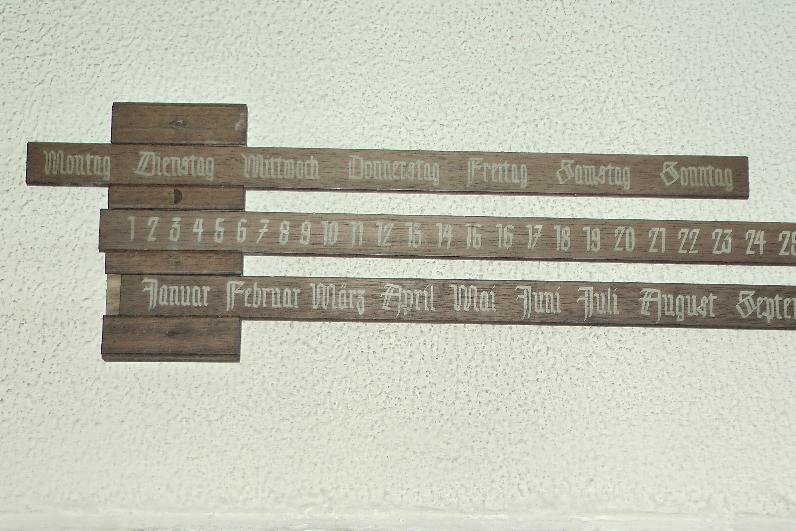 Montag Dienstag Mittwoch Donnerstag Freitag Samstag Sonntag
1 2 3 4 5 6 7 8 9 10 11 12 13 14 15 16 17 18 19 20 21 22 23 24
Januar Februar März April Mai Juni Juli August Septem